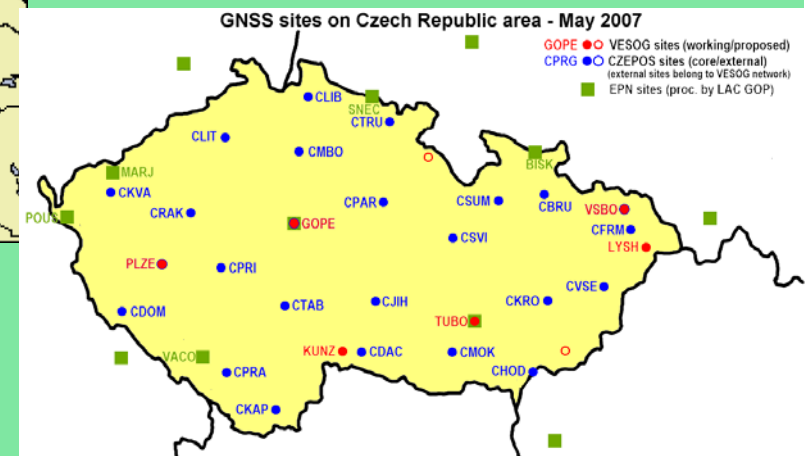 GNSS sites on Czech Republic area - May 2007
GOPE VESOG sites (working/proposed)
CPRG CZEPOS sites (core/external)
(external sites belong to VESOG network)
EPN sites (proc. by LAC GOP)
CLIB
SNEC
CTRU
CLIT
CMBO
BISK
MARJ
CKVA
CPAR
CSUM
CBRU
VSBO
CRAK
POUS
GOPE
CFRM
CSVI
LYSH
PLZE
CPRI
CVSE
CDOM
CTAB
CJIH
CKRO
TUBO
KUNZ
CDAC
CMOK
VACO
CPRA
CHOD
CKAP